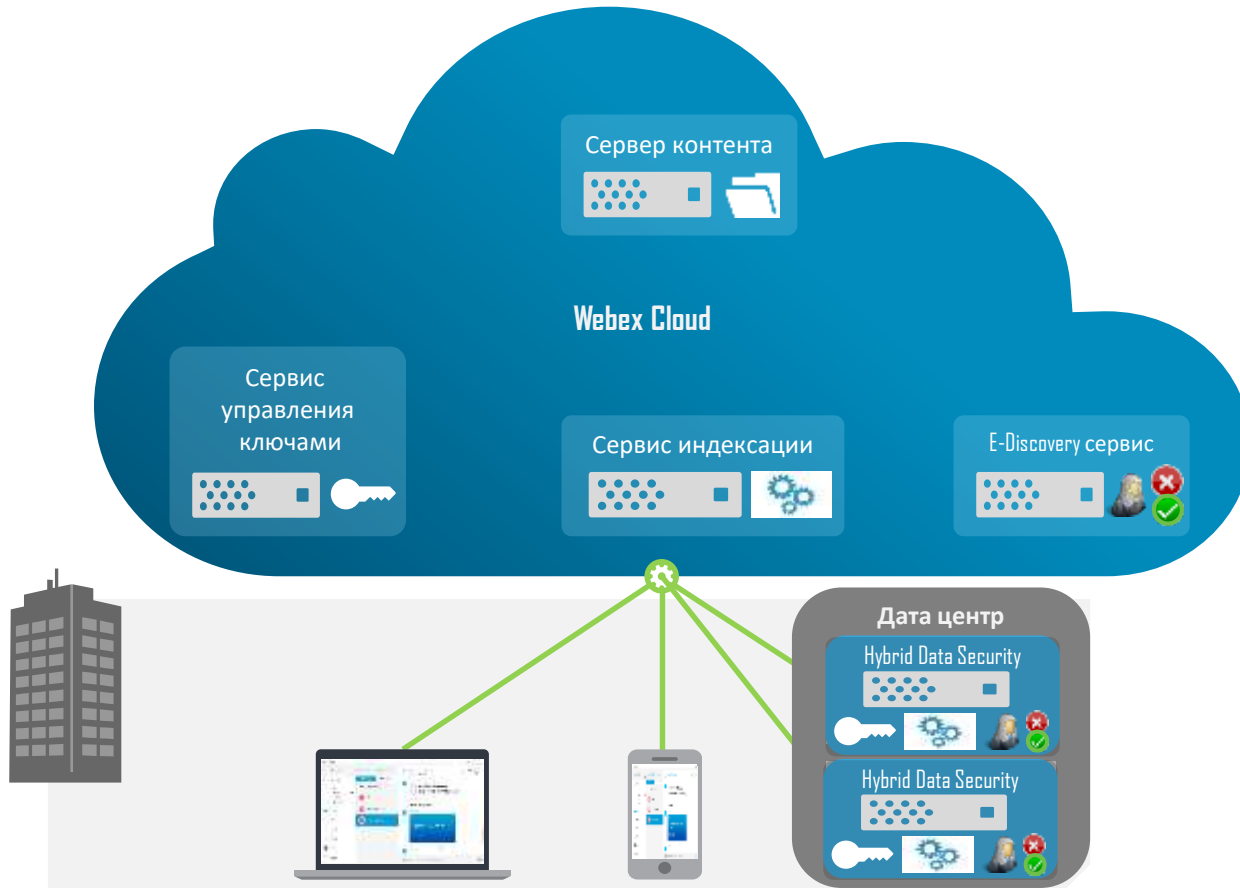 Сервер контента
Webex Cloud
Сервис
управления
ключами
Сервис индексации
E-Discovery сервис
Дата центр
Hybrid Data Security
Hybrid Data Security